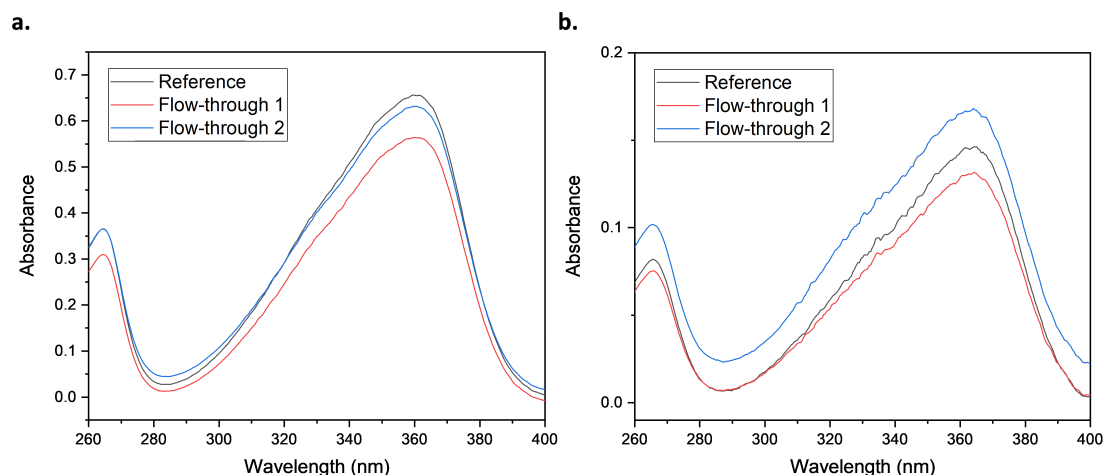 a.
0.7
0.6
0.5
0.4
0.3
0.2
0.1
0.0
Absorbance
Reference
Flow-through 1
Flow-through 2
260 280 300 320 340 360 380 400
Wavelength (nm)
b.
0.2
0.1
0.0
Absorbance
Reference
Flow-through 1
Flow-through 2
260 280 300 320 340 360 380 400
Wavelength (nm)